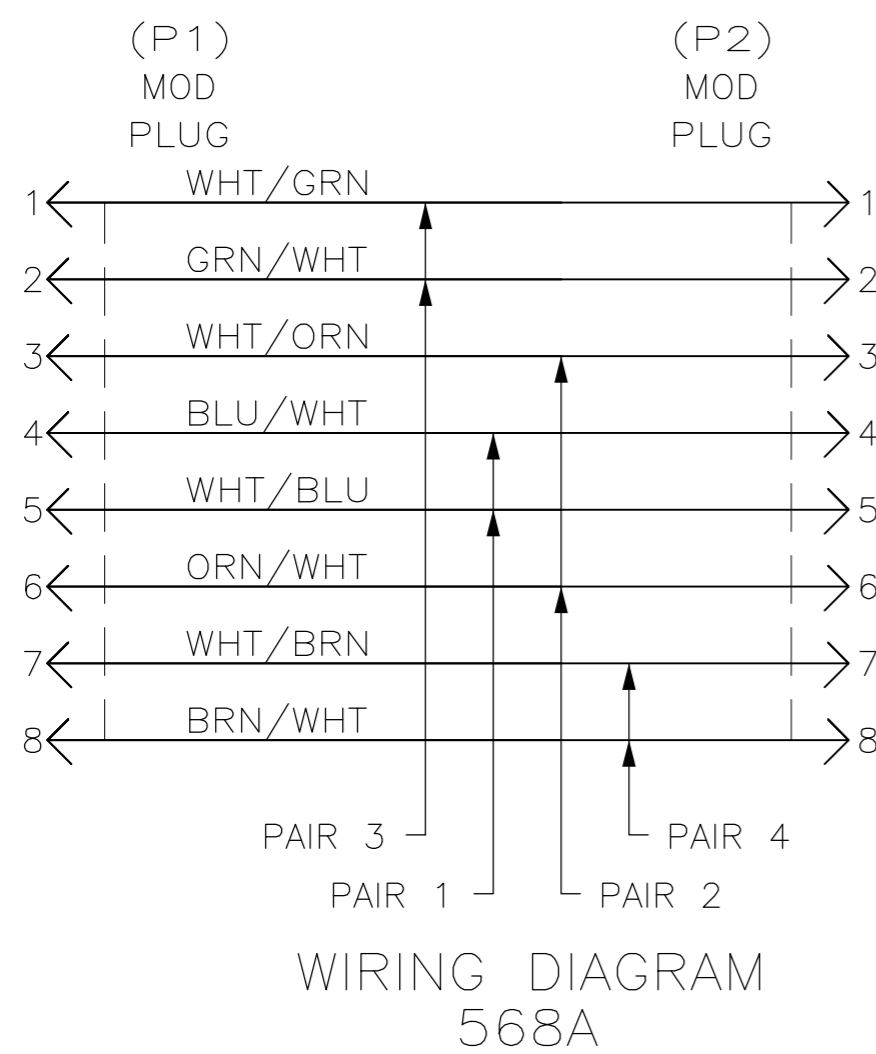 (P1) (P2)
MOD MOD
PLUG PLUG
1 WHT/GRN 1
2 GRN/WHT 2
3 WHT/ORN 3
4 BLU/WHT 4
5 WHT/BLU 5
6 ORN/WHT 6
7 WHT/BRN 7
8 BRN/WHT 8
PAIR 3 PAIR 4
PAIR 1 PAIR 2
WIRING DIAGRAM
568A